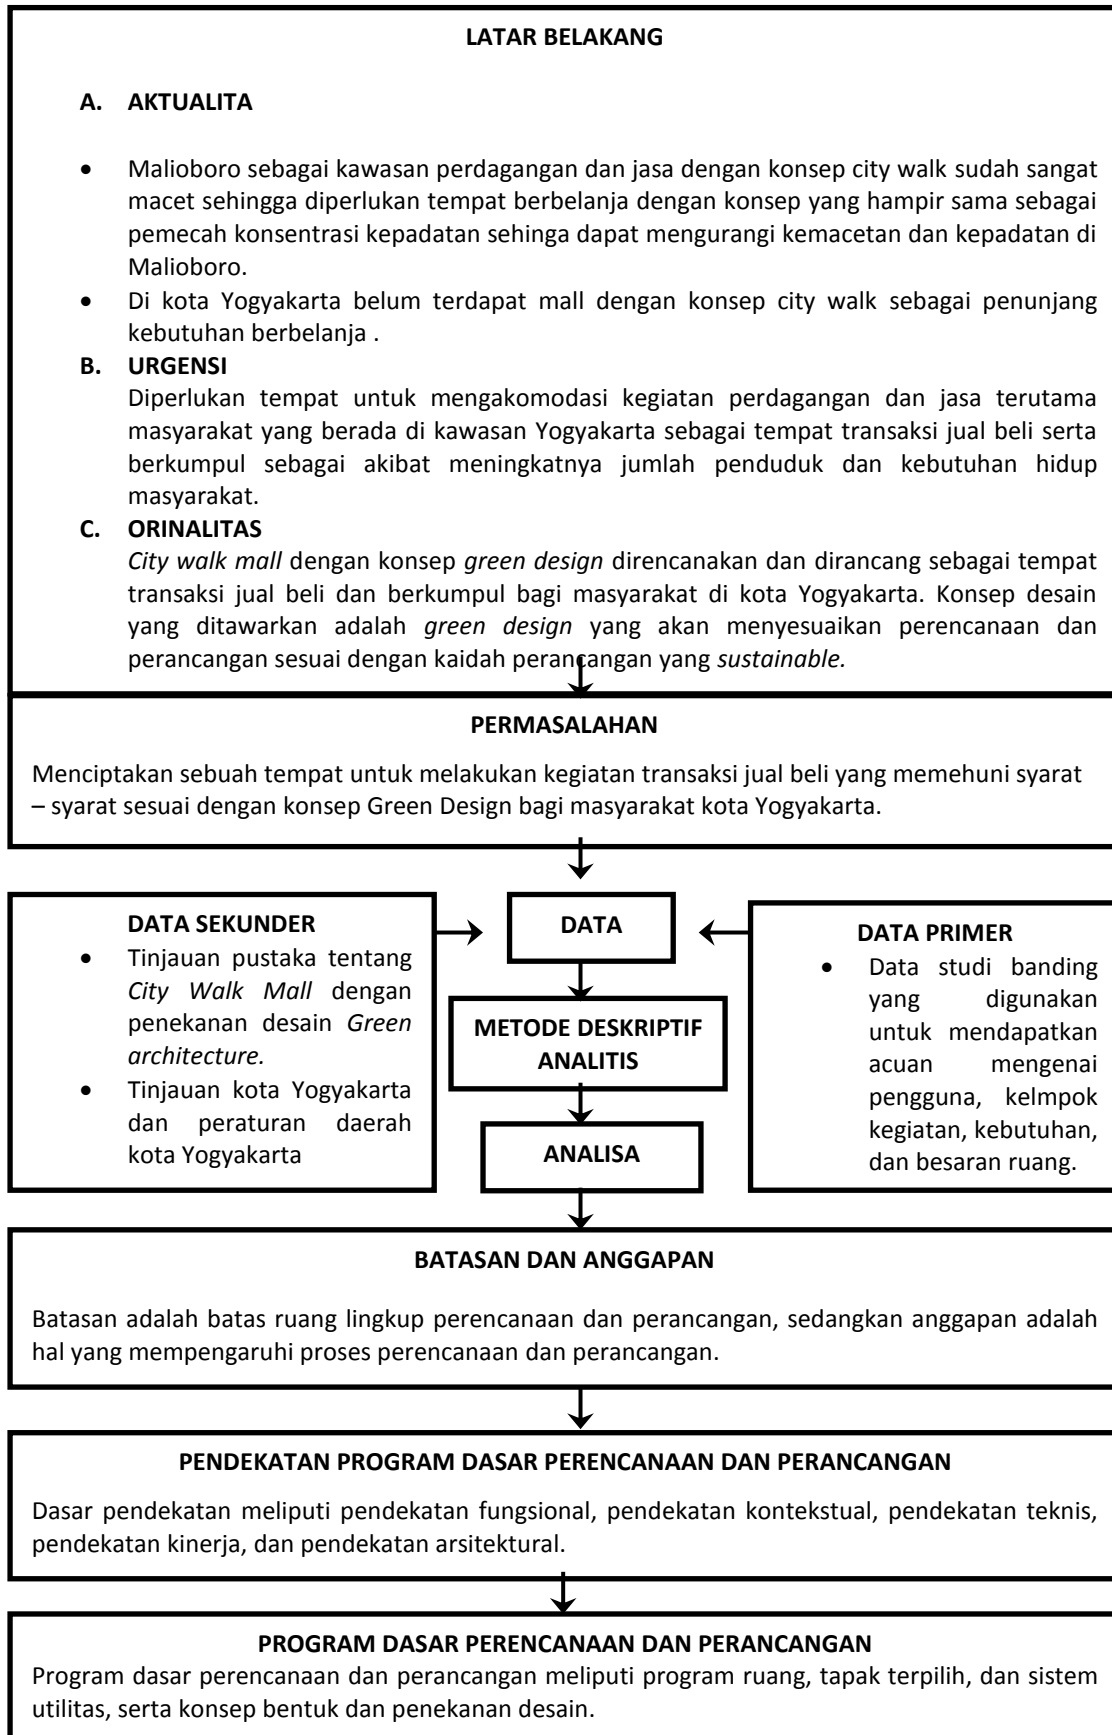 LATAR BELAKANG
A. AKTUALITA
• Malioboro sebagai kawasan perdagangan dan jasa dengan konsep city walk sudah sangat
macet sehingga diperlukan tempat berbelanja dengan konsep yang hampir sama sebagai
pemecah konsentrasi kepadatan sehinga dapat mengurangi kemacetan dan kepadatan di
Malioboro.
• Di kota Yogyakarta belum terdapat mall dengan konsep city walk sebagai penunjang
kebutuhan berbelanja .
B. URGENSI
Diperlukan tempat untuk mengakomodasi kegiatan perdagangan dan jasa terutama
masyarakat yang berada di kawasan Yogyakarta sebagai tempat transaksi jual beli serta
berkumpul sebagai akibat meningkatnya jumlah penduduk dan kebutuhan hidup
masyarakat.
C. ORINALITAS
City walk mall dengan konsep green design direncanakan dan dirancang sebagai tempat
transaksi jual beli dan berkumpul bagi masyarakat di kota Yogyakarta. Konsep desain
yang ditawarkan adalah green design yang akan menyesuaikan perencanaan dan
perancangan sesuai dengan kaidah perancangan yang sustainable.
PERMASALAHAN
Menciptakan sebuah tempat untuk melakukan kegiatan transaksi jual beli yang memehuni syarat
– syarat sesuai dengan konsep Green Design bagi masyarakat kota Yogyakarta.
DATA SEKUNDER
• Tinjauan pustaka tentang
City Walk Mall dengan
penekanan desain Green
architecture.
• Tinjauan kota Yogyakarta
dan peraturan daerah
kota Yogyakarta
DATA
METODE DESKRIPTIF
ANALITIS
ANALISA
DATA PRIMER
• Data studi banding
yang digunakan
untuk mendapatkan
acuan mengenai
pengguna, kelmpok
kegiatan, kebutuhan,
dan besaran ruang.
BATASAN DAN ANGGAPAN
Batasan adalah batas ruang lingkup perencanaan dan perancangan, sedangkan anggapan adalah
hal yang mempengaruhi proses perencanaan dan perancangan.
PENDEKATAN PROGRAM DASAR PERENCANAAN DAN PERANCANGAN
Dasar pendekatan meliputi pendekatan fungsional, pendekatan kontekstual, pendekatan teknis,
pendekatan kinerja, dan pendekatan arsitektural.
PROGRAM DASAR PERENCANAAN DAN PERANCANGAN
Program dasar perencanaan dan perancangan meliputi program ruang, tapak terpilih, dan sistem
utilitas, serta konsep bentuk dan penekanan desain.